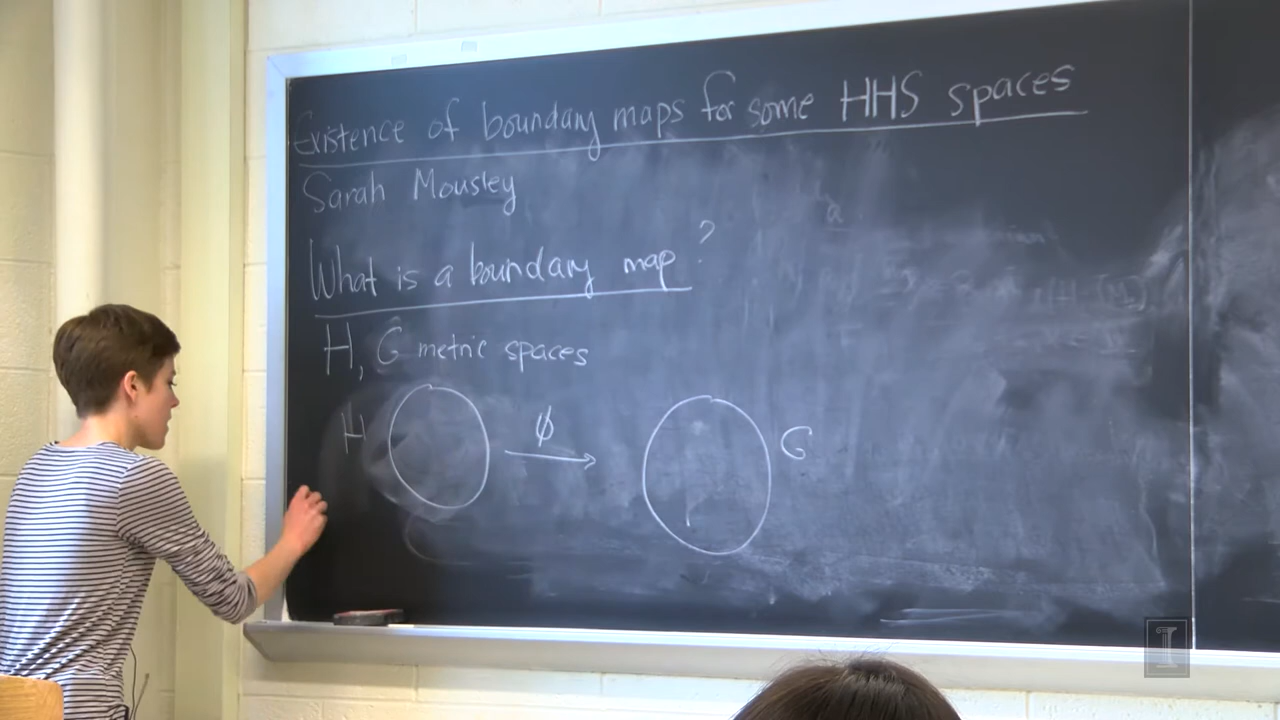 Existence of boundary maps for some HHS spaces
Sarah Mousley
What is a boundary map?
H, G metric spaces
H ϕ G
I